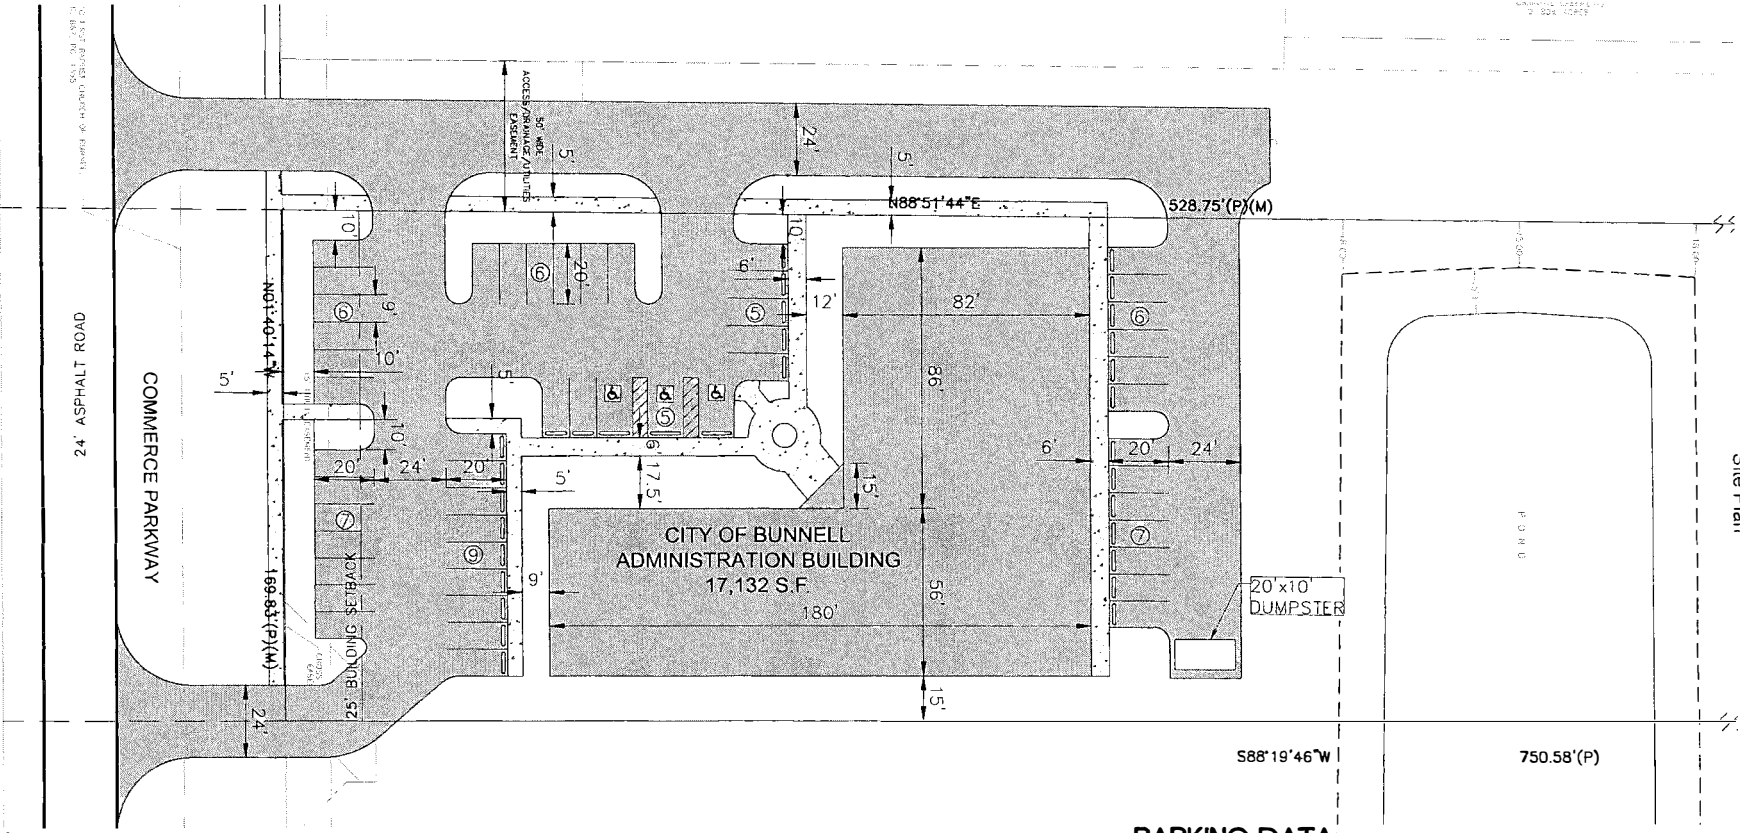 24' ASPHALT ROAD
COMMERCE PARKWAY
50' WIDE
ACCESS/DRAINAGE/UTILITIES
EASEMENT
5'
24'
5'
N88°51'44"E
528.75'(P)(M)
10'
10'
6'
12'
82'
6
20'
5
6
6
9'
10'
N01°40'14"W
5'
5'
86'
5
10'
6'
17.5'
15'
6'
20'
24'
20'
24'
20'
5'
7
9
7
CITY OF BUNNELL
ADMINISTRATION BUILDING
17,132 S.F.
9'
56'
180'
20'x10'
DUMPSTER
169.83'(P)(M)
25' BUILDING SETBACK
24'
15'
POND
S88°19'46"W
750.58'(P)
Site Plan
PARKING DATA